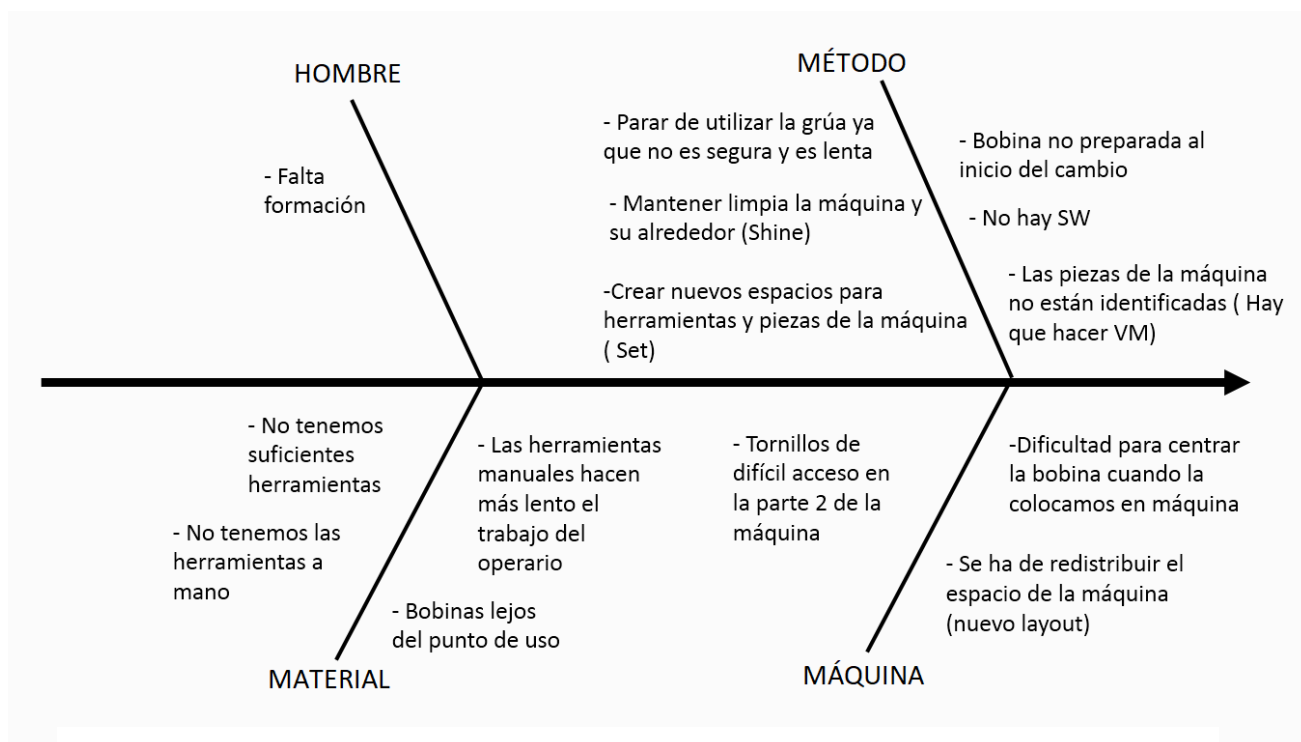 HOMBRE
- Falta
formación
MÉTODO
- Parar de utilizar la grúa ya
que no es segura y es lenta
- Mantener limpia la máquina y
su alrededor (Shine)
-Crear nuevos espacios para
herramientas y piezas de la máquina
( Set)
- Bobina no preparada al
inicio del cambio
- No hay SW
- Las piezas de la máquina
no están identificadas ( Hay
que hacer VM)
- No tenemos
suficientes
herramientas
- No tenemos las
herramientas a
mano
- Las herramientas
manuales hacen
más lento el
trabajo del
operario
- Bobinas lejos
del punto de uso
MATERIAL
- Tornillos de
difícil acceso en
la parte 2 de la
máquina
-Dificultad para centrar
la bobina cuando la
colocamos en máquina
- Se ha de redistribuir el
espacio de la máquina
(nuevo layout)
MÁQUINA